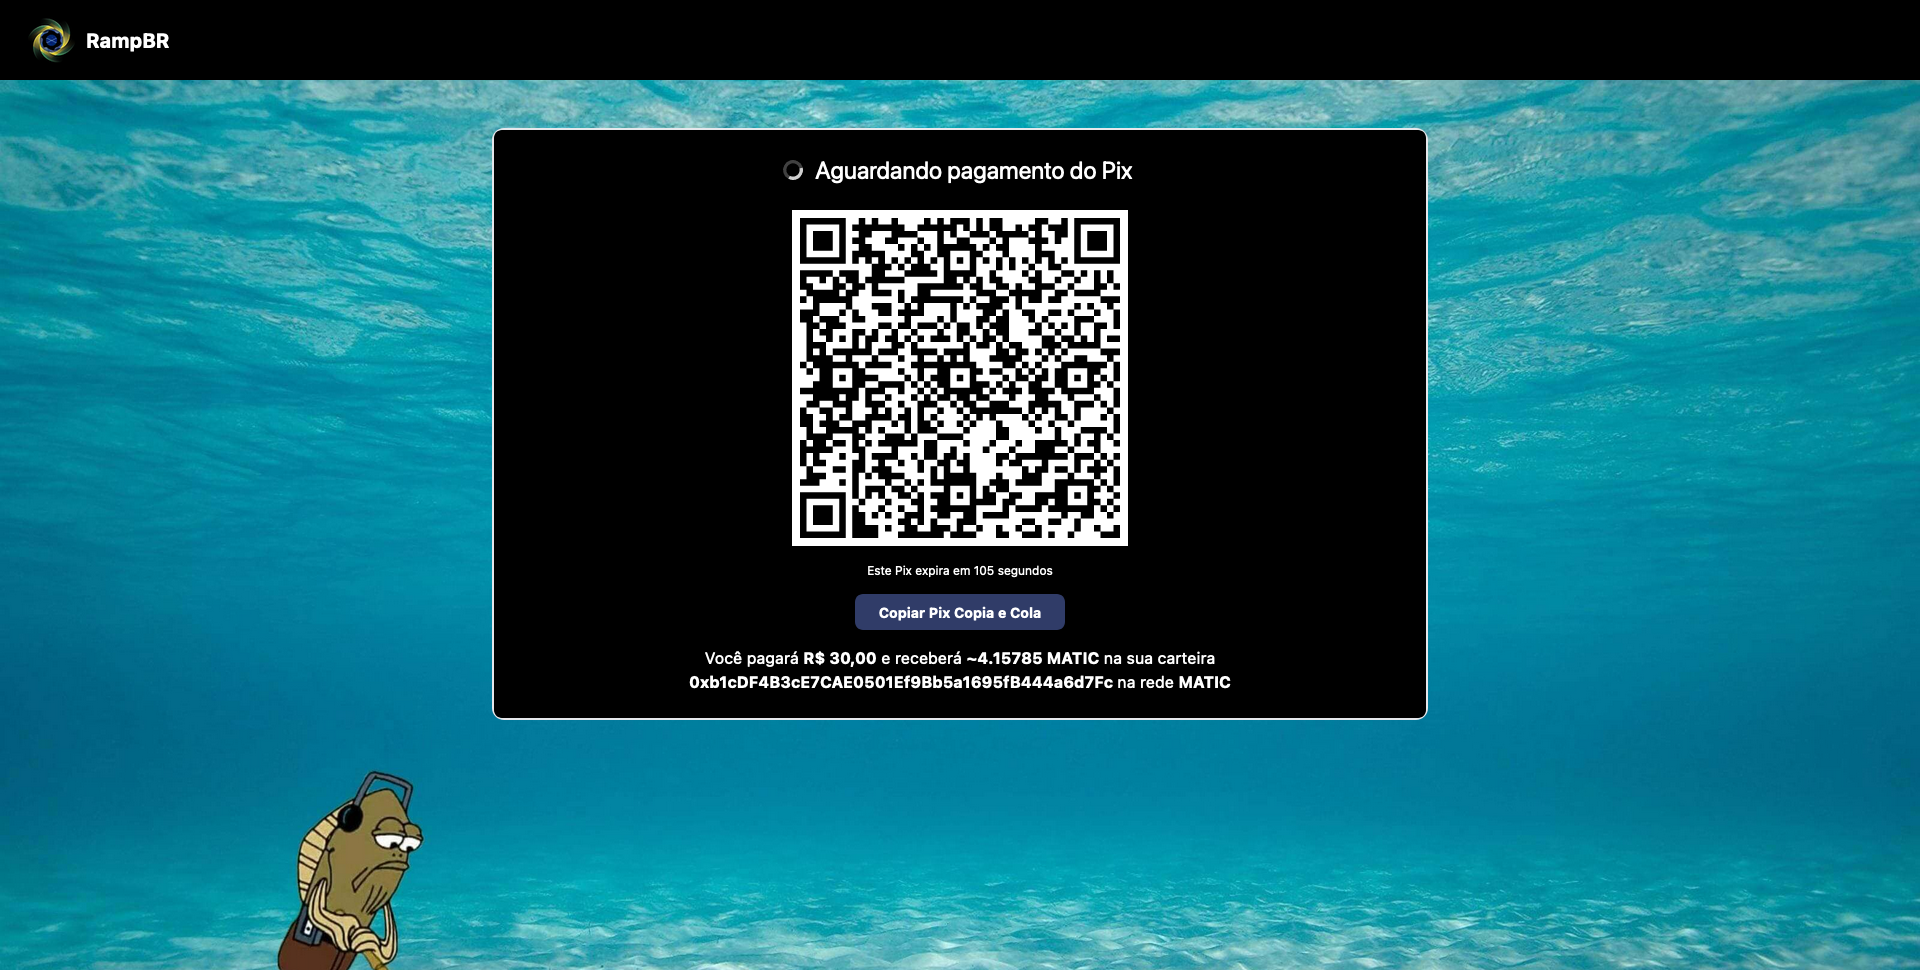 RampBR
Aguardando pagamento do Pix
Este Pix expira em 105 segundos
Copiar Pix Copia e Cola
Você pagará R$ 30,00 e receberá ~4.15785 MATIC na sua carteira
0xb1cDF4B3cE7CAE0501Ef9Bb5a1695fB444a6d7Fc na rede MATIC